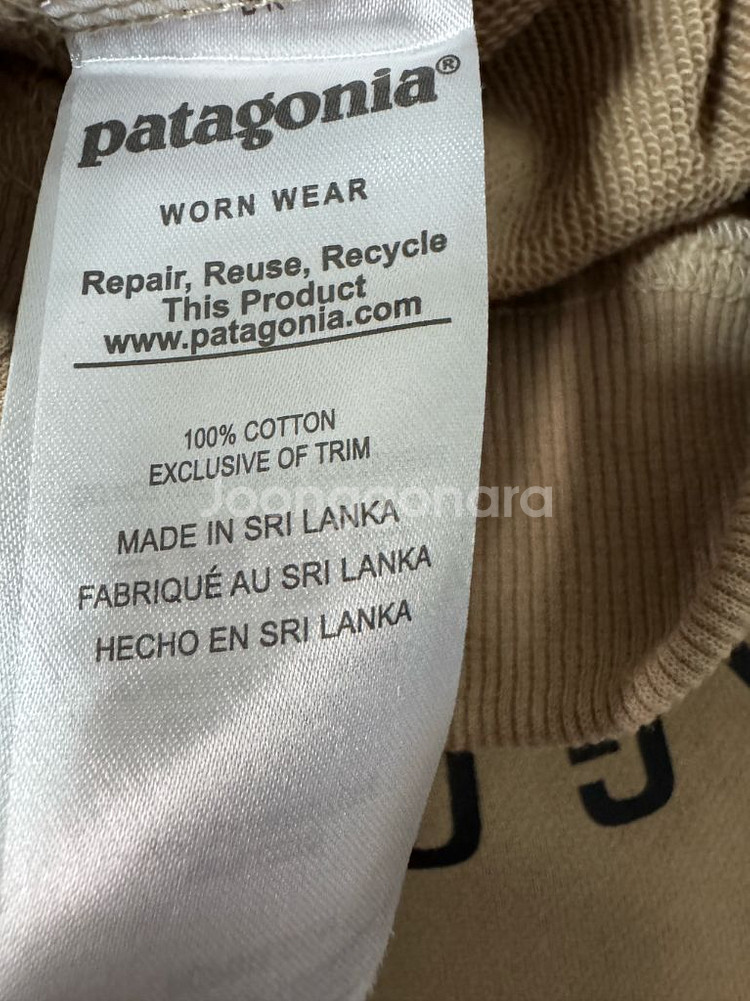 patagonia®
WORN WEAR
Repair, Reuse, Recycle
This Product
www.patagonia.com
100% COTTON
EXCLUSIVE OF TRIM
Joongonara
MADE IN SRI LANKA
FABRIQUÉ AU SRI LANKA
HECHO EN SRI LANKA